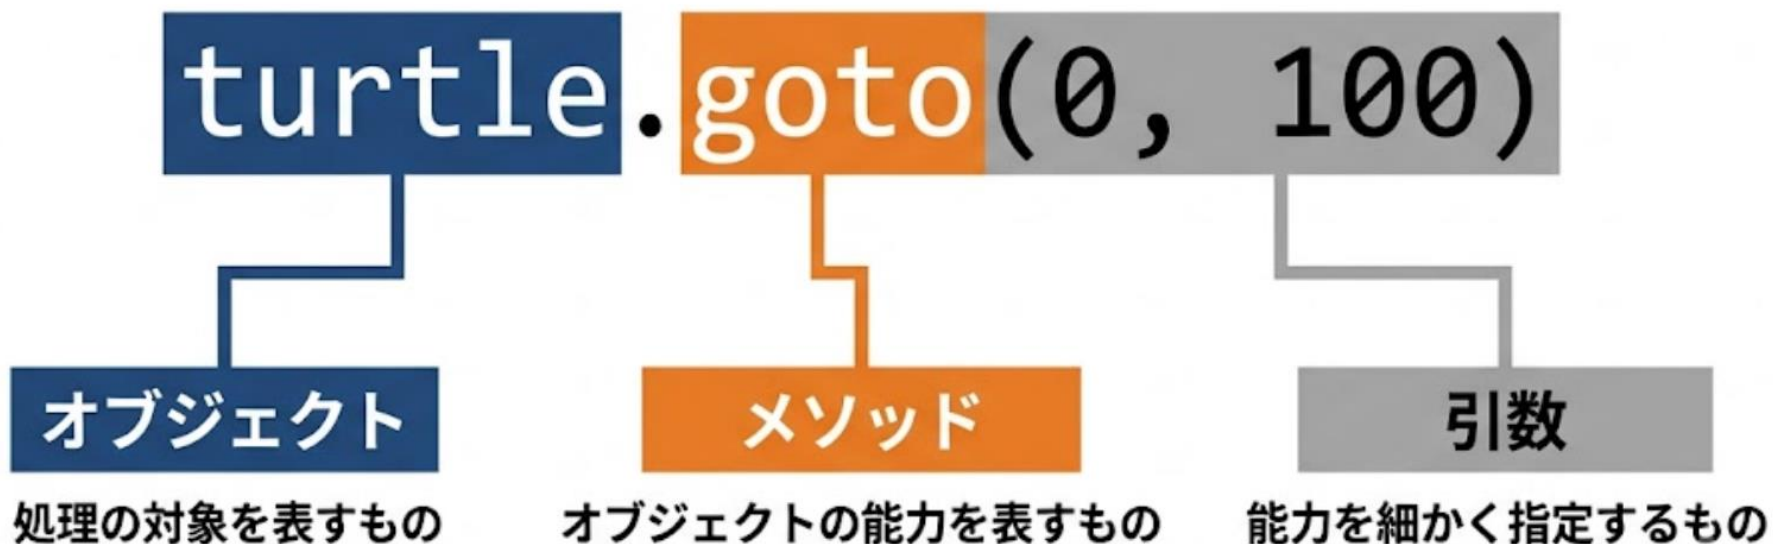 turtle.goto(0, 100)
オブジェクト
メソッド
引数
処理の対象を表すもの
オブジェクトの能力を表すもの
能力を細かく指定するもの